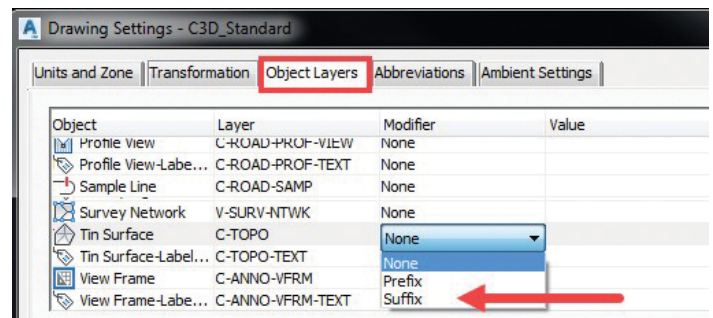 Drawing Settings - C3D_Standard
Units and Zone Transformation Object Layers Abbreviations Ambient Settings
Object Layer Modifier Value
Profile View C-ROAD-PROF-VIEW None
Profile View-Labe... C-ROAD-PROF-TEXT None
Sample Line C-ROAD-SAMP None
Survey Network V-SURV-NTWK None
Tin Surface C-TOPO None
Tin Surface-Label... C-TOPO-TEXT None
View Frame C-ANNO-VFRM Prefix
View Frame-Labe... C-ANNO-VFRM-TEXT Suffix